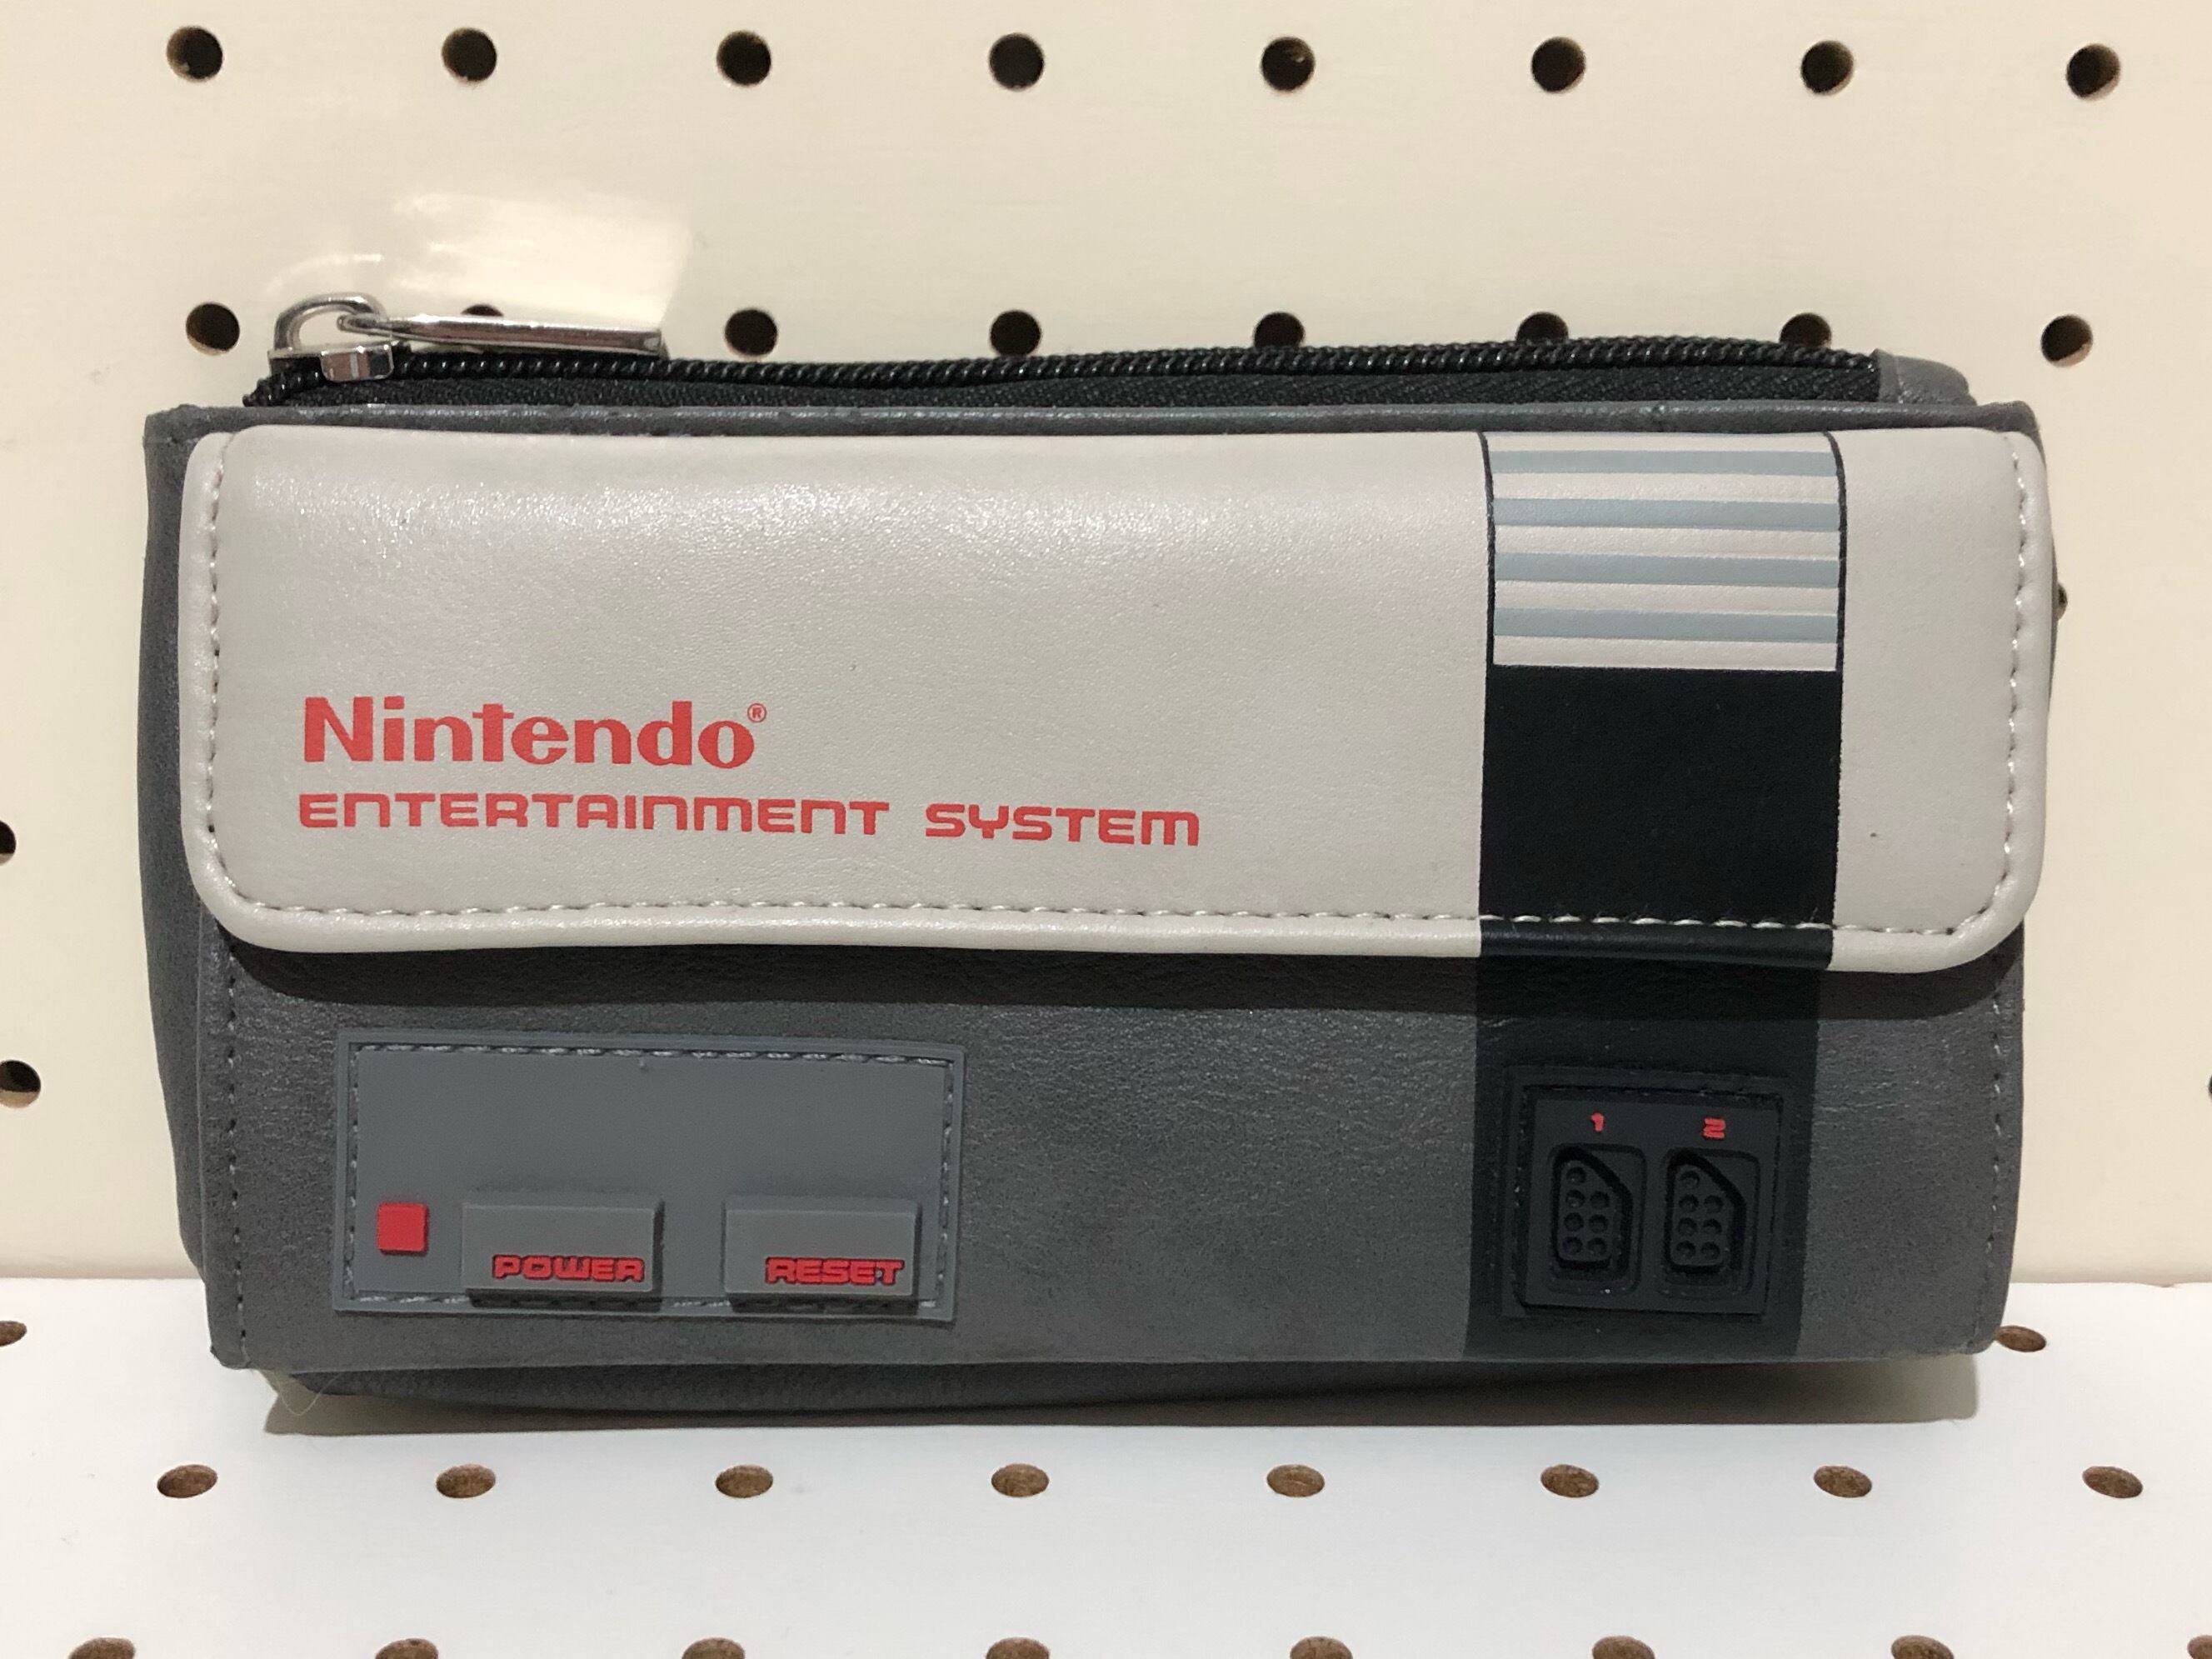 Nintendo®
ENTERTAINMENT SYSTEM
1 2
POWER RESET